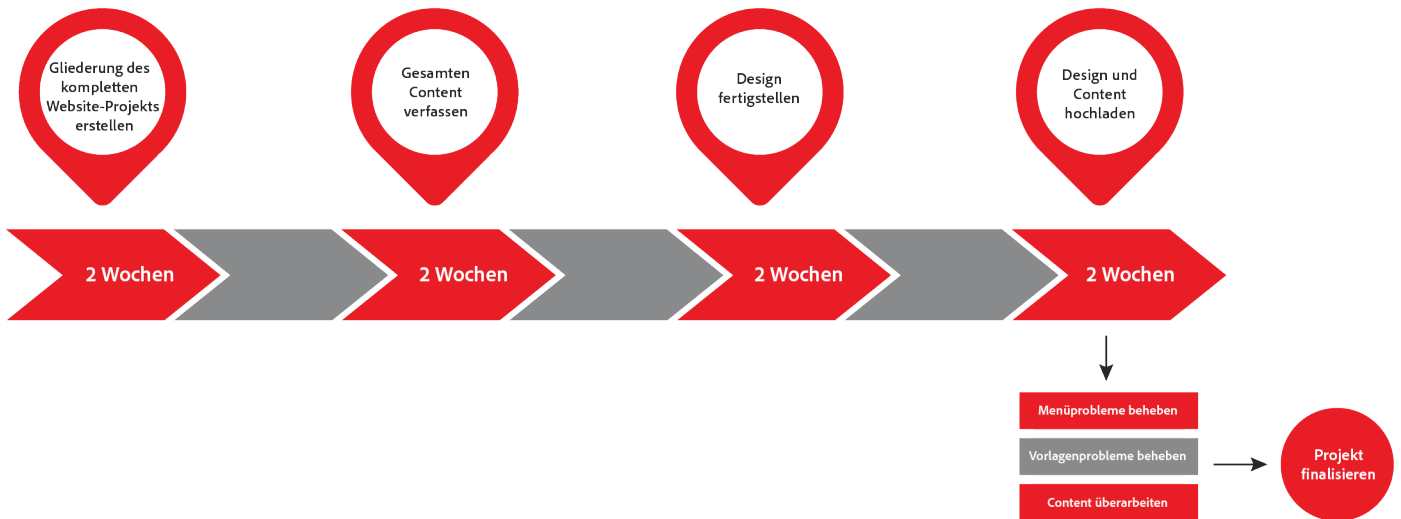 Gliederung des
kompletten
Website-Projekts
erstellen
Gesamten
Content
verfassen
Design
fertigstellen
Design und
Content
hochladen
2 Wochen
2 Wochen
2 Wochen
2 Wochen
Menüprobleme beheben
Vorlagenprobleme beheben
Content überarbeiten
Projekt
finalisieren